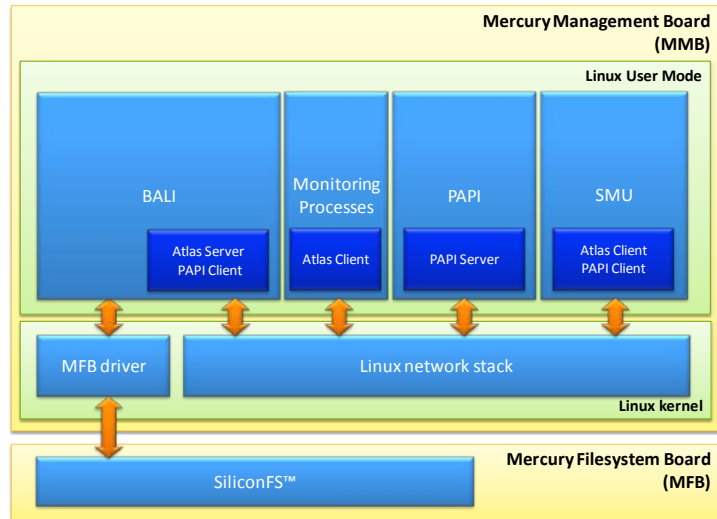 Mercury Management Board
(MMB)
Linux User Mode
BALI
Atlas Server
PAPI Client
Monitoring
Processes
Atlas Client
PAPI
PAPI Server
SMU
Atlas Client
PAPI Client
MFB driver
Linux network stack
Linux kernel
Mercury Filesystem Board
(MFB)
SiliconFS™